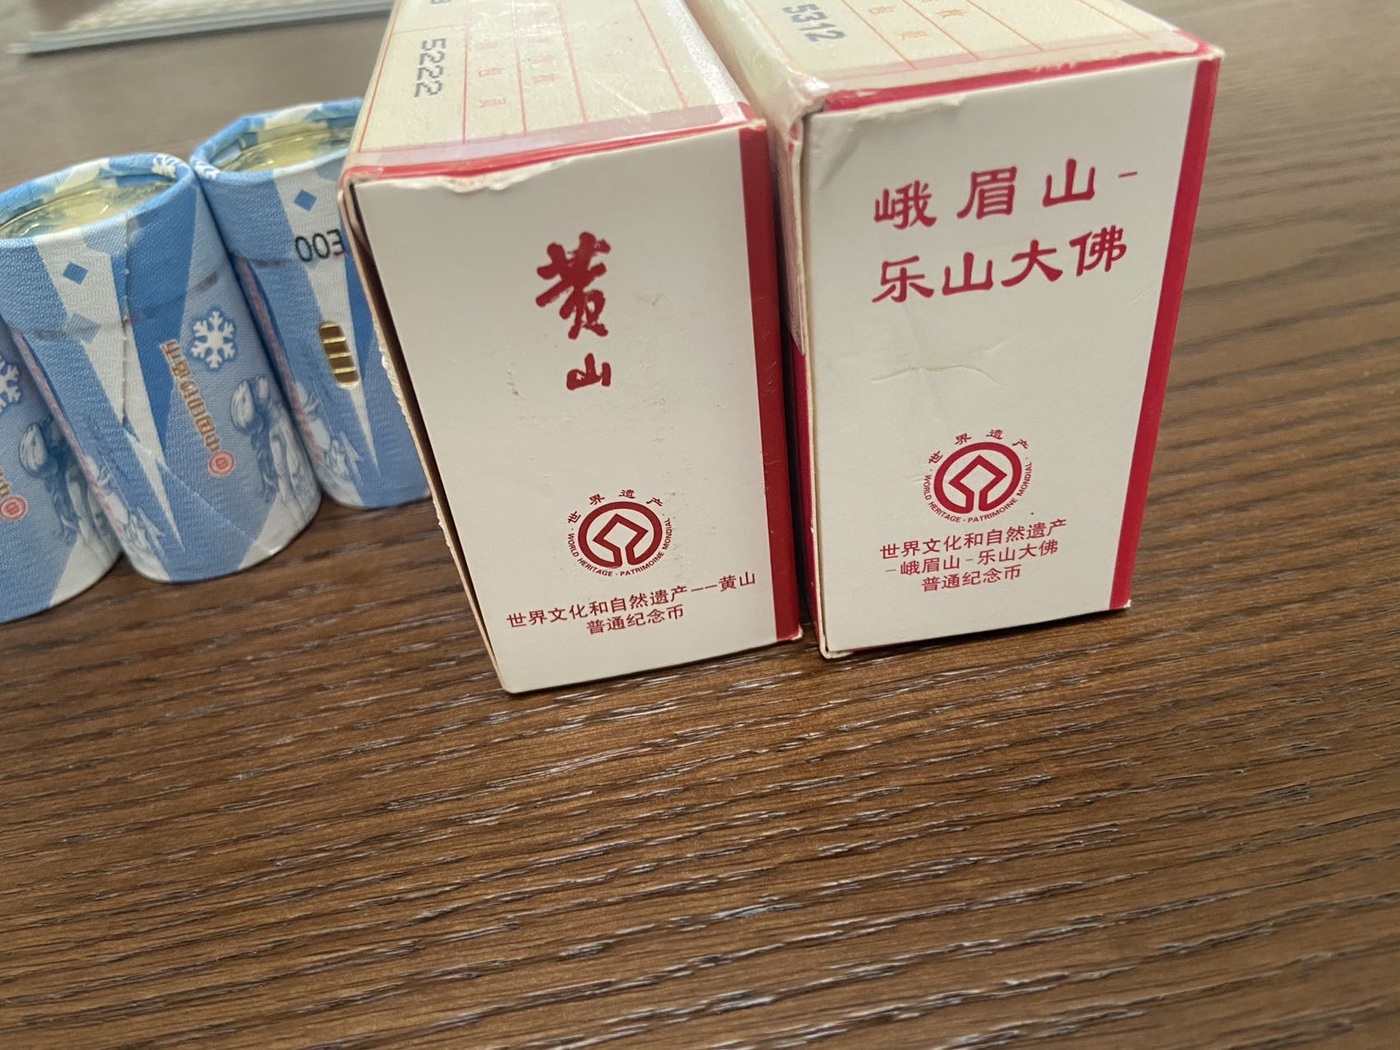 5222
黄
山
世界遗产
· WORLD HERITAGE · PATRIMOINE MONDIAL ·
世界文化和自然遗产——黄山
普通纪念币
5312
峨眉山-
乐山大佛
世界遗产
· WORLD HERITAGE · PATRIMOINE MONDIAL ·
世界文化和自然遗产
-峨眉山-乐山大佛
普通纪念币
003